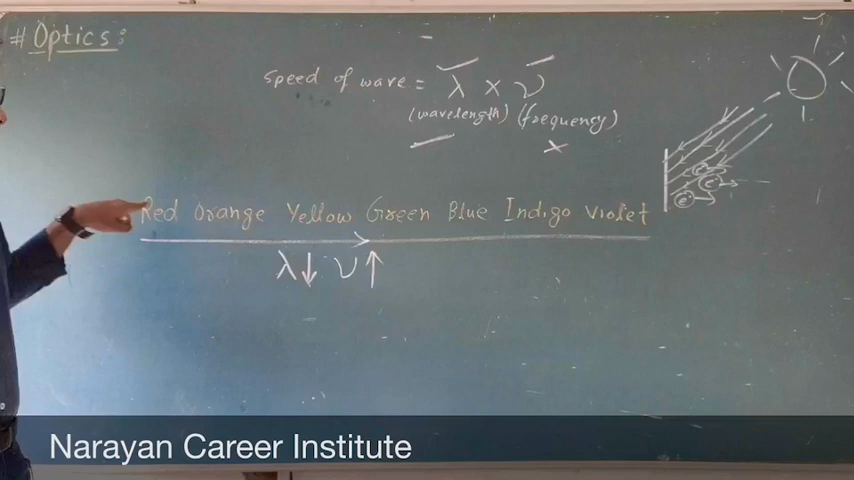 # Optics:
speed of wave = λ × ν
(wavelength) (frequency)
×
Red Orange Yellow Green Blue Indigo Violet
λ↓ ν↑
e⁻
e⁻
e⁻
Narayan Career Institute